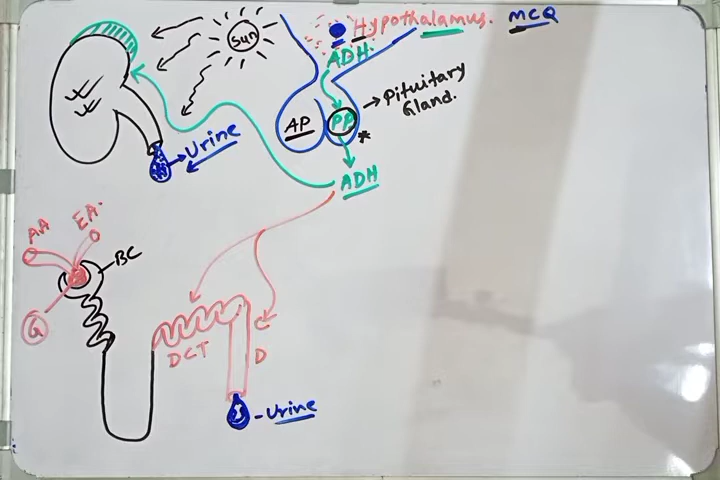 Sun
Hypothalamus. MCQ
ADH.
AP
PP
*
→ Pituitary
Gland.
→ Urine
ADH
AA
EA.
BC
G
DCT
D
- Urine